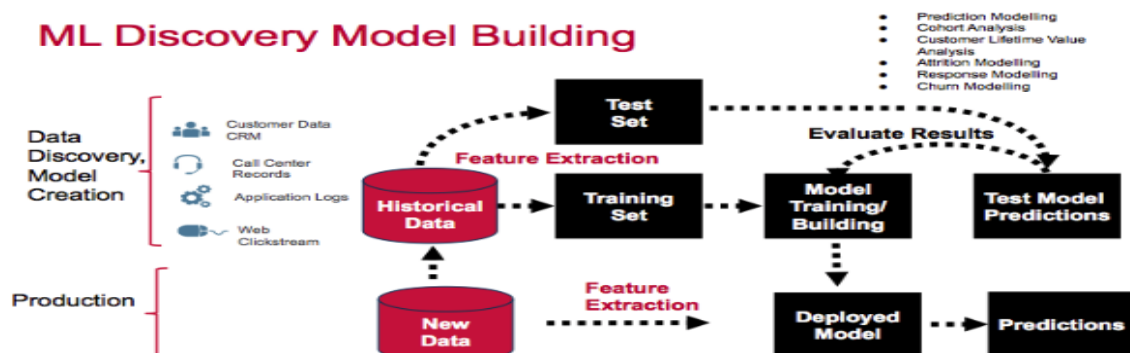 ML Discovery Model Building
Prediction Modelling
Cohort Analysis
Customer Lifetime Value
Analysis
Attrition Modelling
Response Modelling
Churn Modelling
Data
Discovery,
Model
Creation
Customer Data
CRM
Call Center
Records
Application Logs
Web
Clickstream
Historical
Data
Feature Extraction
Test
Set
Training
Set
Evaluate Results
Model
Training/
Building
Test Model
Predictions
Production
New
Data
Feature
Extraction
Deployed
Model
Predictions